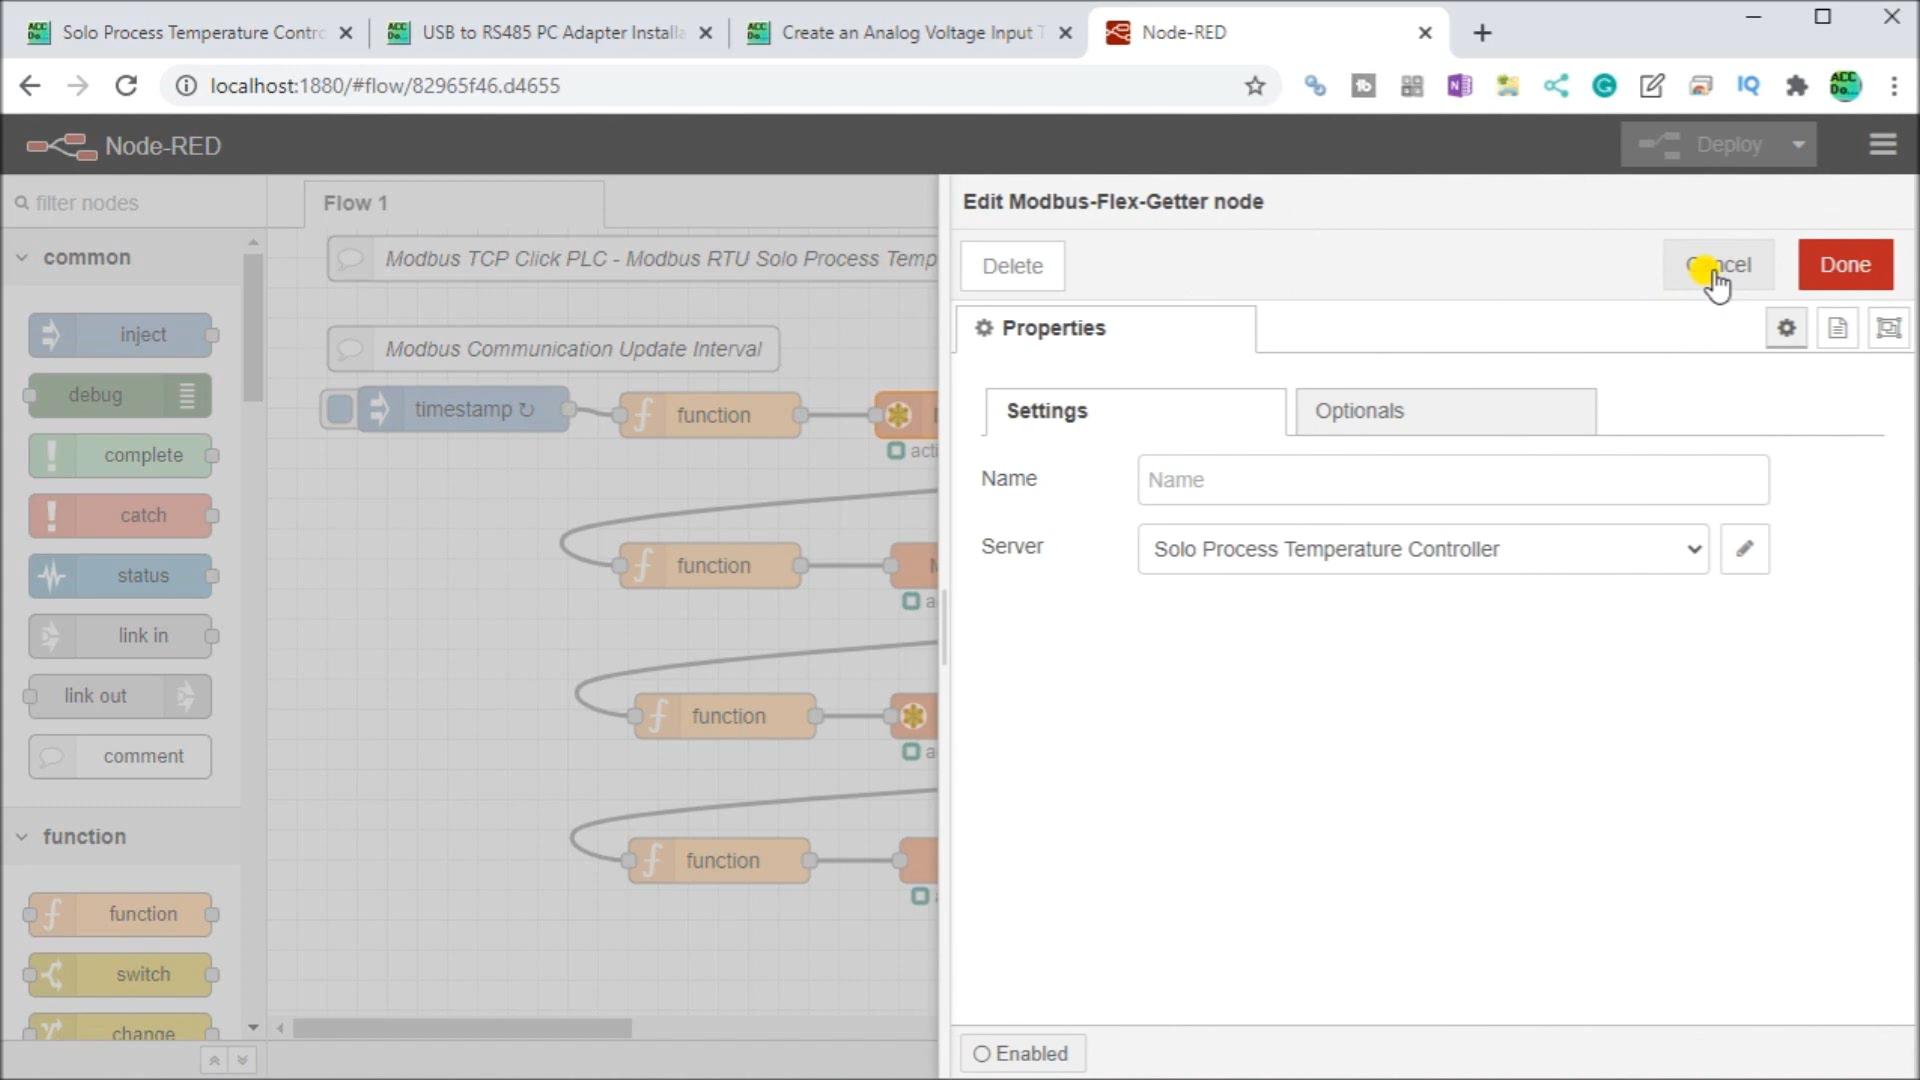 Solo Process Temperature Contro
USB to RS485 PC Adapter Installa
Create an Analog Voltage Input T
Node-RED
localhost:1880/#flow/82965f46.d4655
Node-RED
Deploy
filter nodes
Flow 1
Edit Modbus-Flex-Getter node
common
Modbus TCP Click PLC - Modbus RTU Solo Process Temp
Delete
Cancel
Done
Properties
inject
Modbus Communication Update Interval
debug
timestamp ↻
function
acti
Settings
Optionals
complete
Name
Name
catch
Server
Solo Process Temperature Controller
function
a
status
link in
link out
function
a
comment
function
function
function
switch
change
Enabled